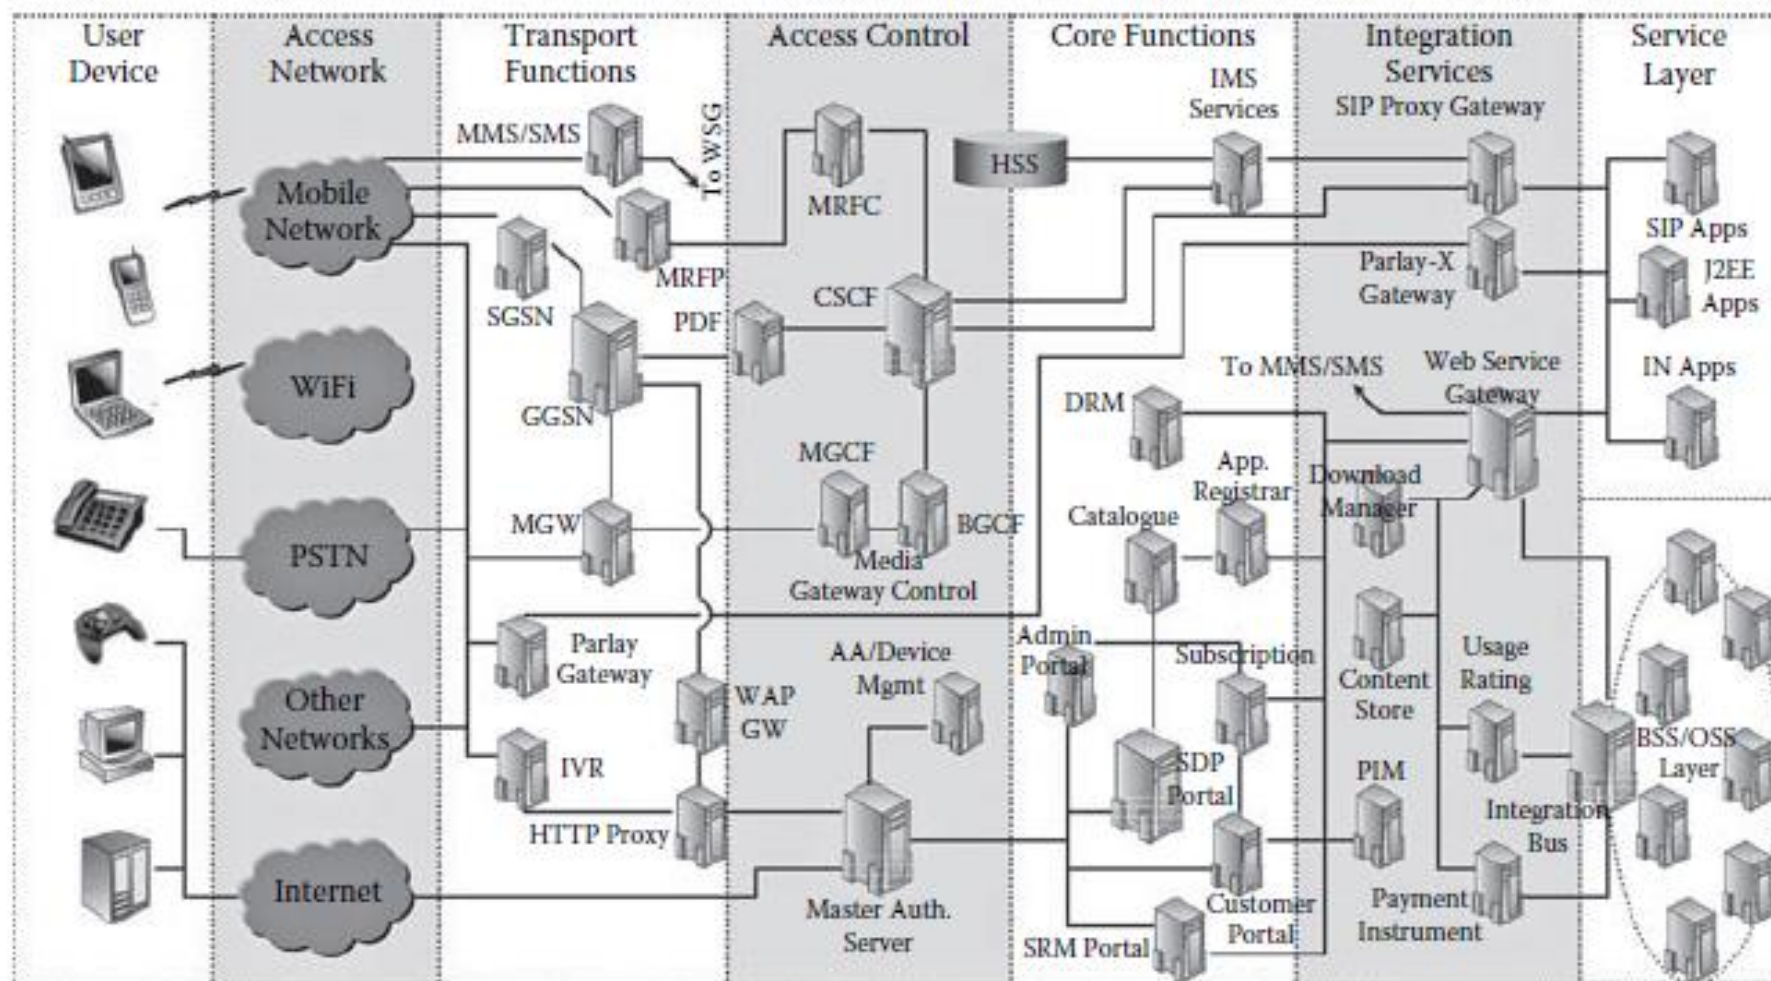 User
Device
Access
Network
Transport
Functions
Access Control
Core Functions
Integration
Services
Service
Layer
MMS/SMS
To WSG
MRFC
HSS
IMS
Services
SIP Proxy Gateway
Mobile
Network
SGSN
MRFP
SIP Apps
Parlay-X
Gateway
J2EE
Apps
PDF
CSCF
WiFi
GGSN
To MMS/SMS
Web Service
Gateway
IN Apps
DRM
MGCF
App.
Registrar
Download
Manager
PSTN
MGW
BGCF
Media
Gateway Control
Catalogue
Parlay
Gateway
AA/Device
Mgmt
Admin
Portal
Subscription
Content
Store
Usage
Rating
Other
Networks
WAP
GW
IVR
SDP
Portal
PIM
BSS/OSS
Layer
HTTP Proxy
Integration
Bus
Internet
Master Auth.
Server
Customer
Portal
SRM Portal
Payment
Instrument